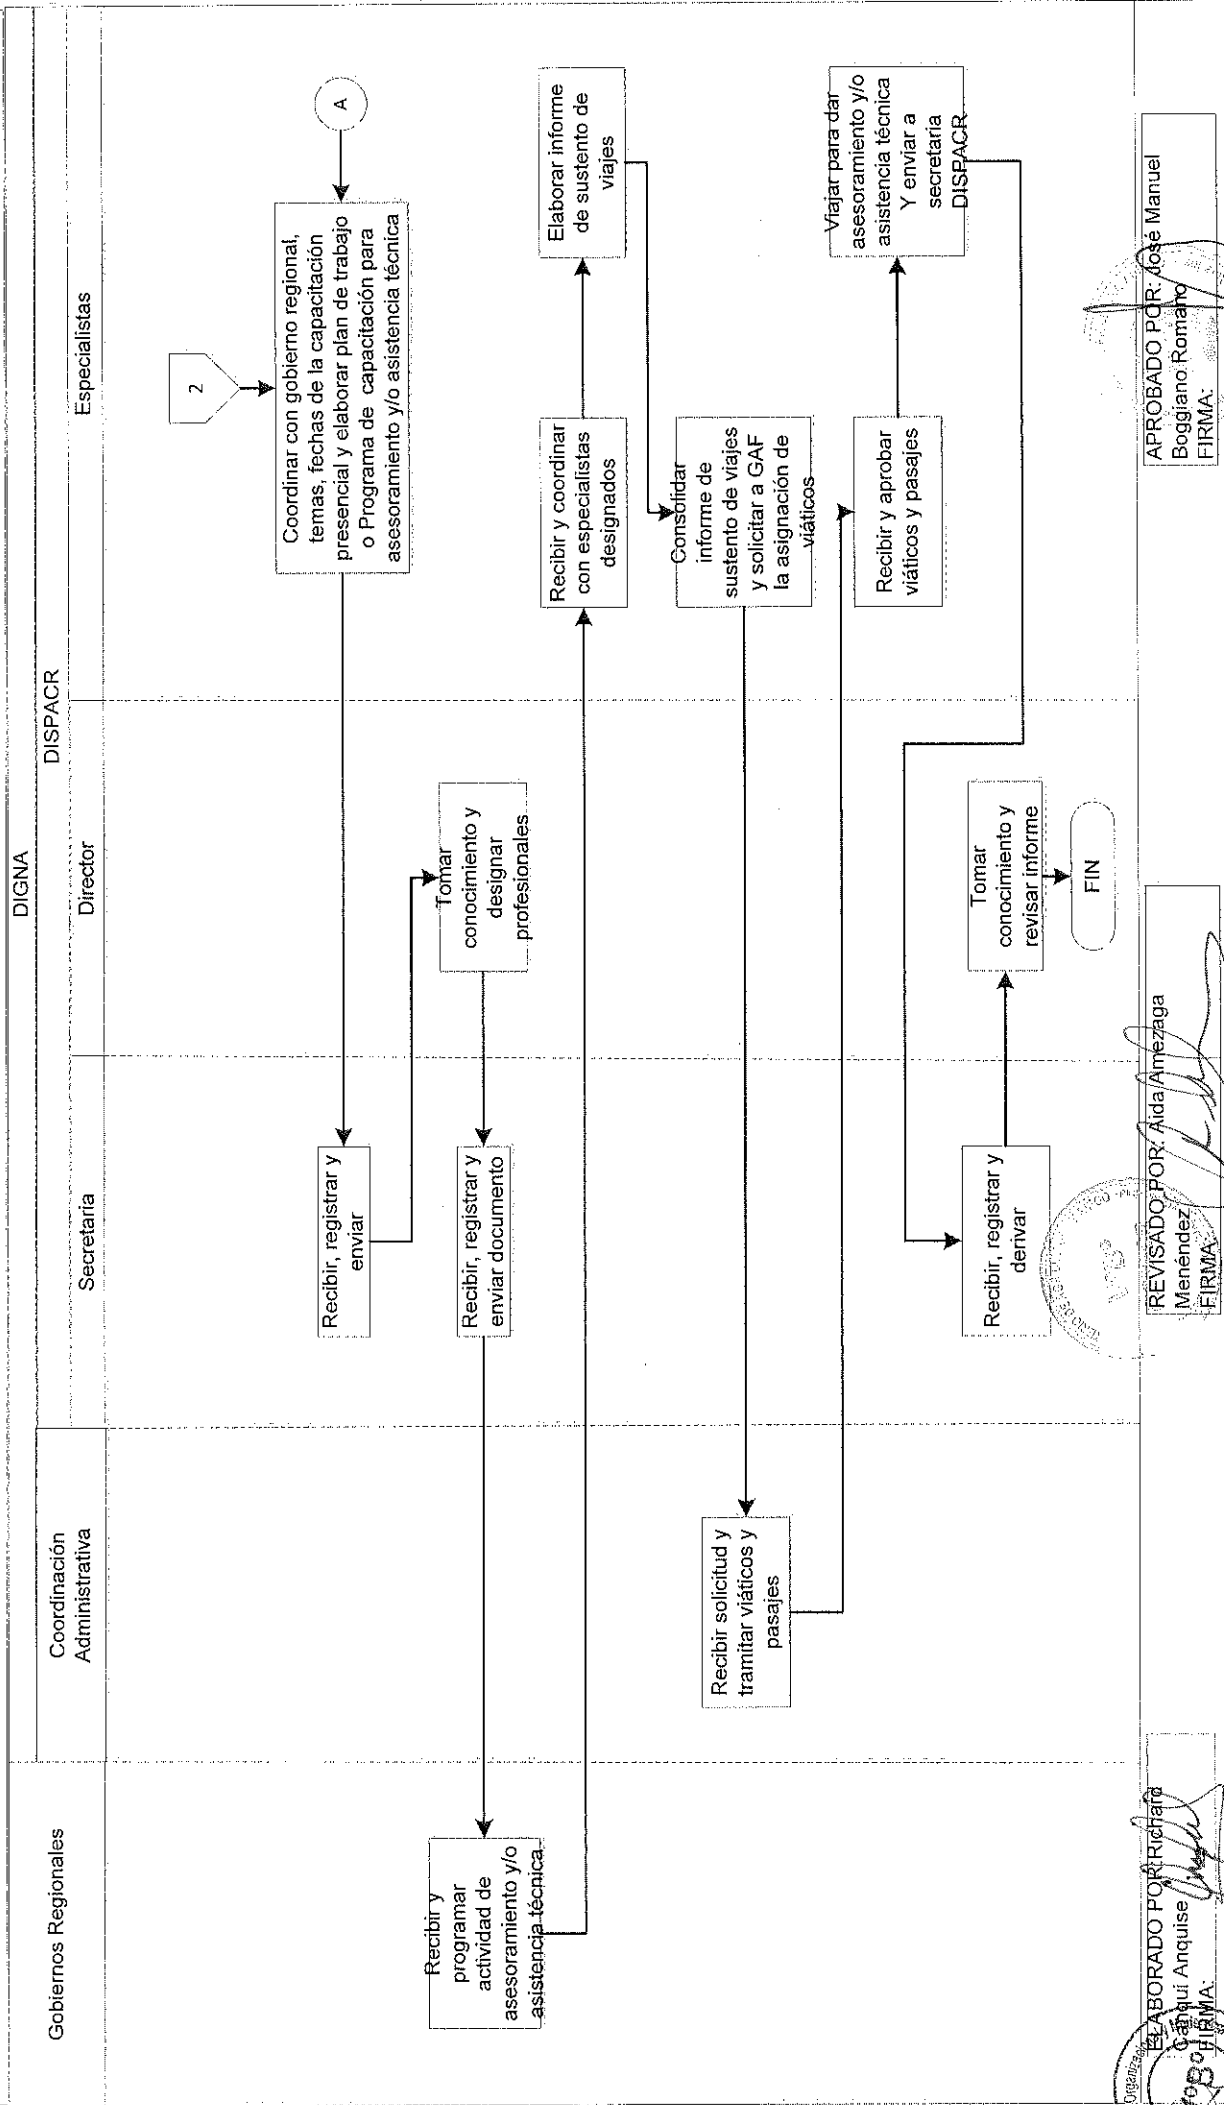 DIGNA
DISPACR
Gobiernos Regionales
Coordinación
Administrativa
Secretaria
Director
Especialistas
2
A
Coordinar con gobierno regional,
temas, fechas de la capacitación
presencial y elaborar plan de trabajo
o Programa de capacitación para
asesoramiento y/o asistencia técnica
Recibir, registrar y
enviar
Tomar
conocimiento y
designar
profesionales
Recibir, registrar y
enviar documento
Recibir y
programar
actividad de
asesoramiento y/o
asistencia técnica
Recibir y coordinar
con especialistas
designados
Elaborar informe
de sustento de
viajes
Consolidar
informe de
sustento de viajes
y solicitar a GAF
la asignación de
viáticos
Recibir solicitud y
tramitar viáticos y
pasajes
Recibir y aprobar
viáticos y pasajes
Viajar para dar
asesoramiento y/o
asistencia técnica
Y enviar a
secretaria
DISPACR
Recibir, registrar y
derivar
Tomar
conocimiento y
revisar informe
FIN
ELABORADO POR: Richard
Canqui Anquise
FIRMA:
REVISADO POR: Aida Amezaga
Menéndez
FIRMA:
APROBADO POR: José Manuel
Boggiano Romano
FIRMA:
Organización